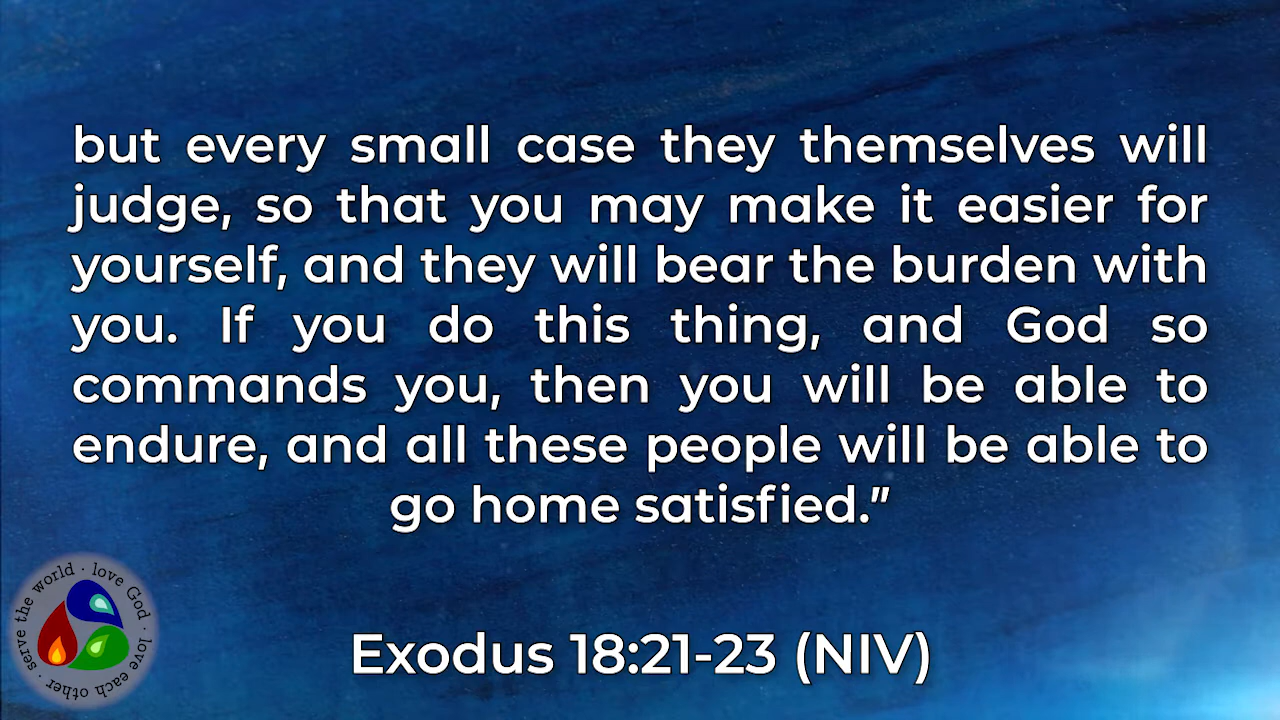 but every small case they themselves will
judge, so that you may make it easier for
yourself, and they will bear the burden with
you. If you do this thing, and God so
commands you, then you will be able to
endure, and all these people will be able to
go home satisfied.”
serve the world · love God · love each other ·
Exodus 18:21-23 (NIV)